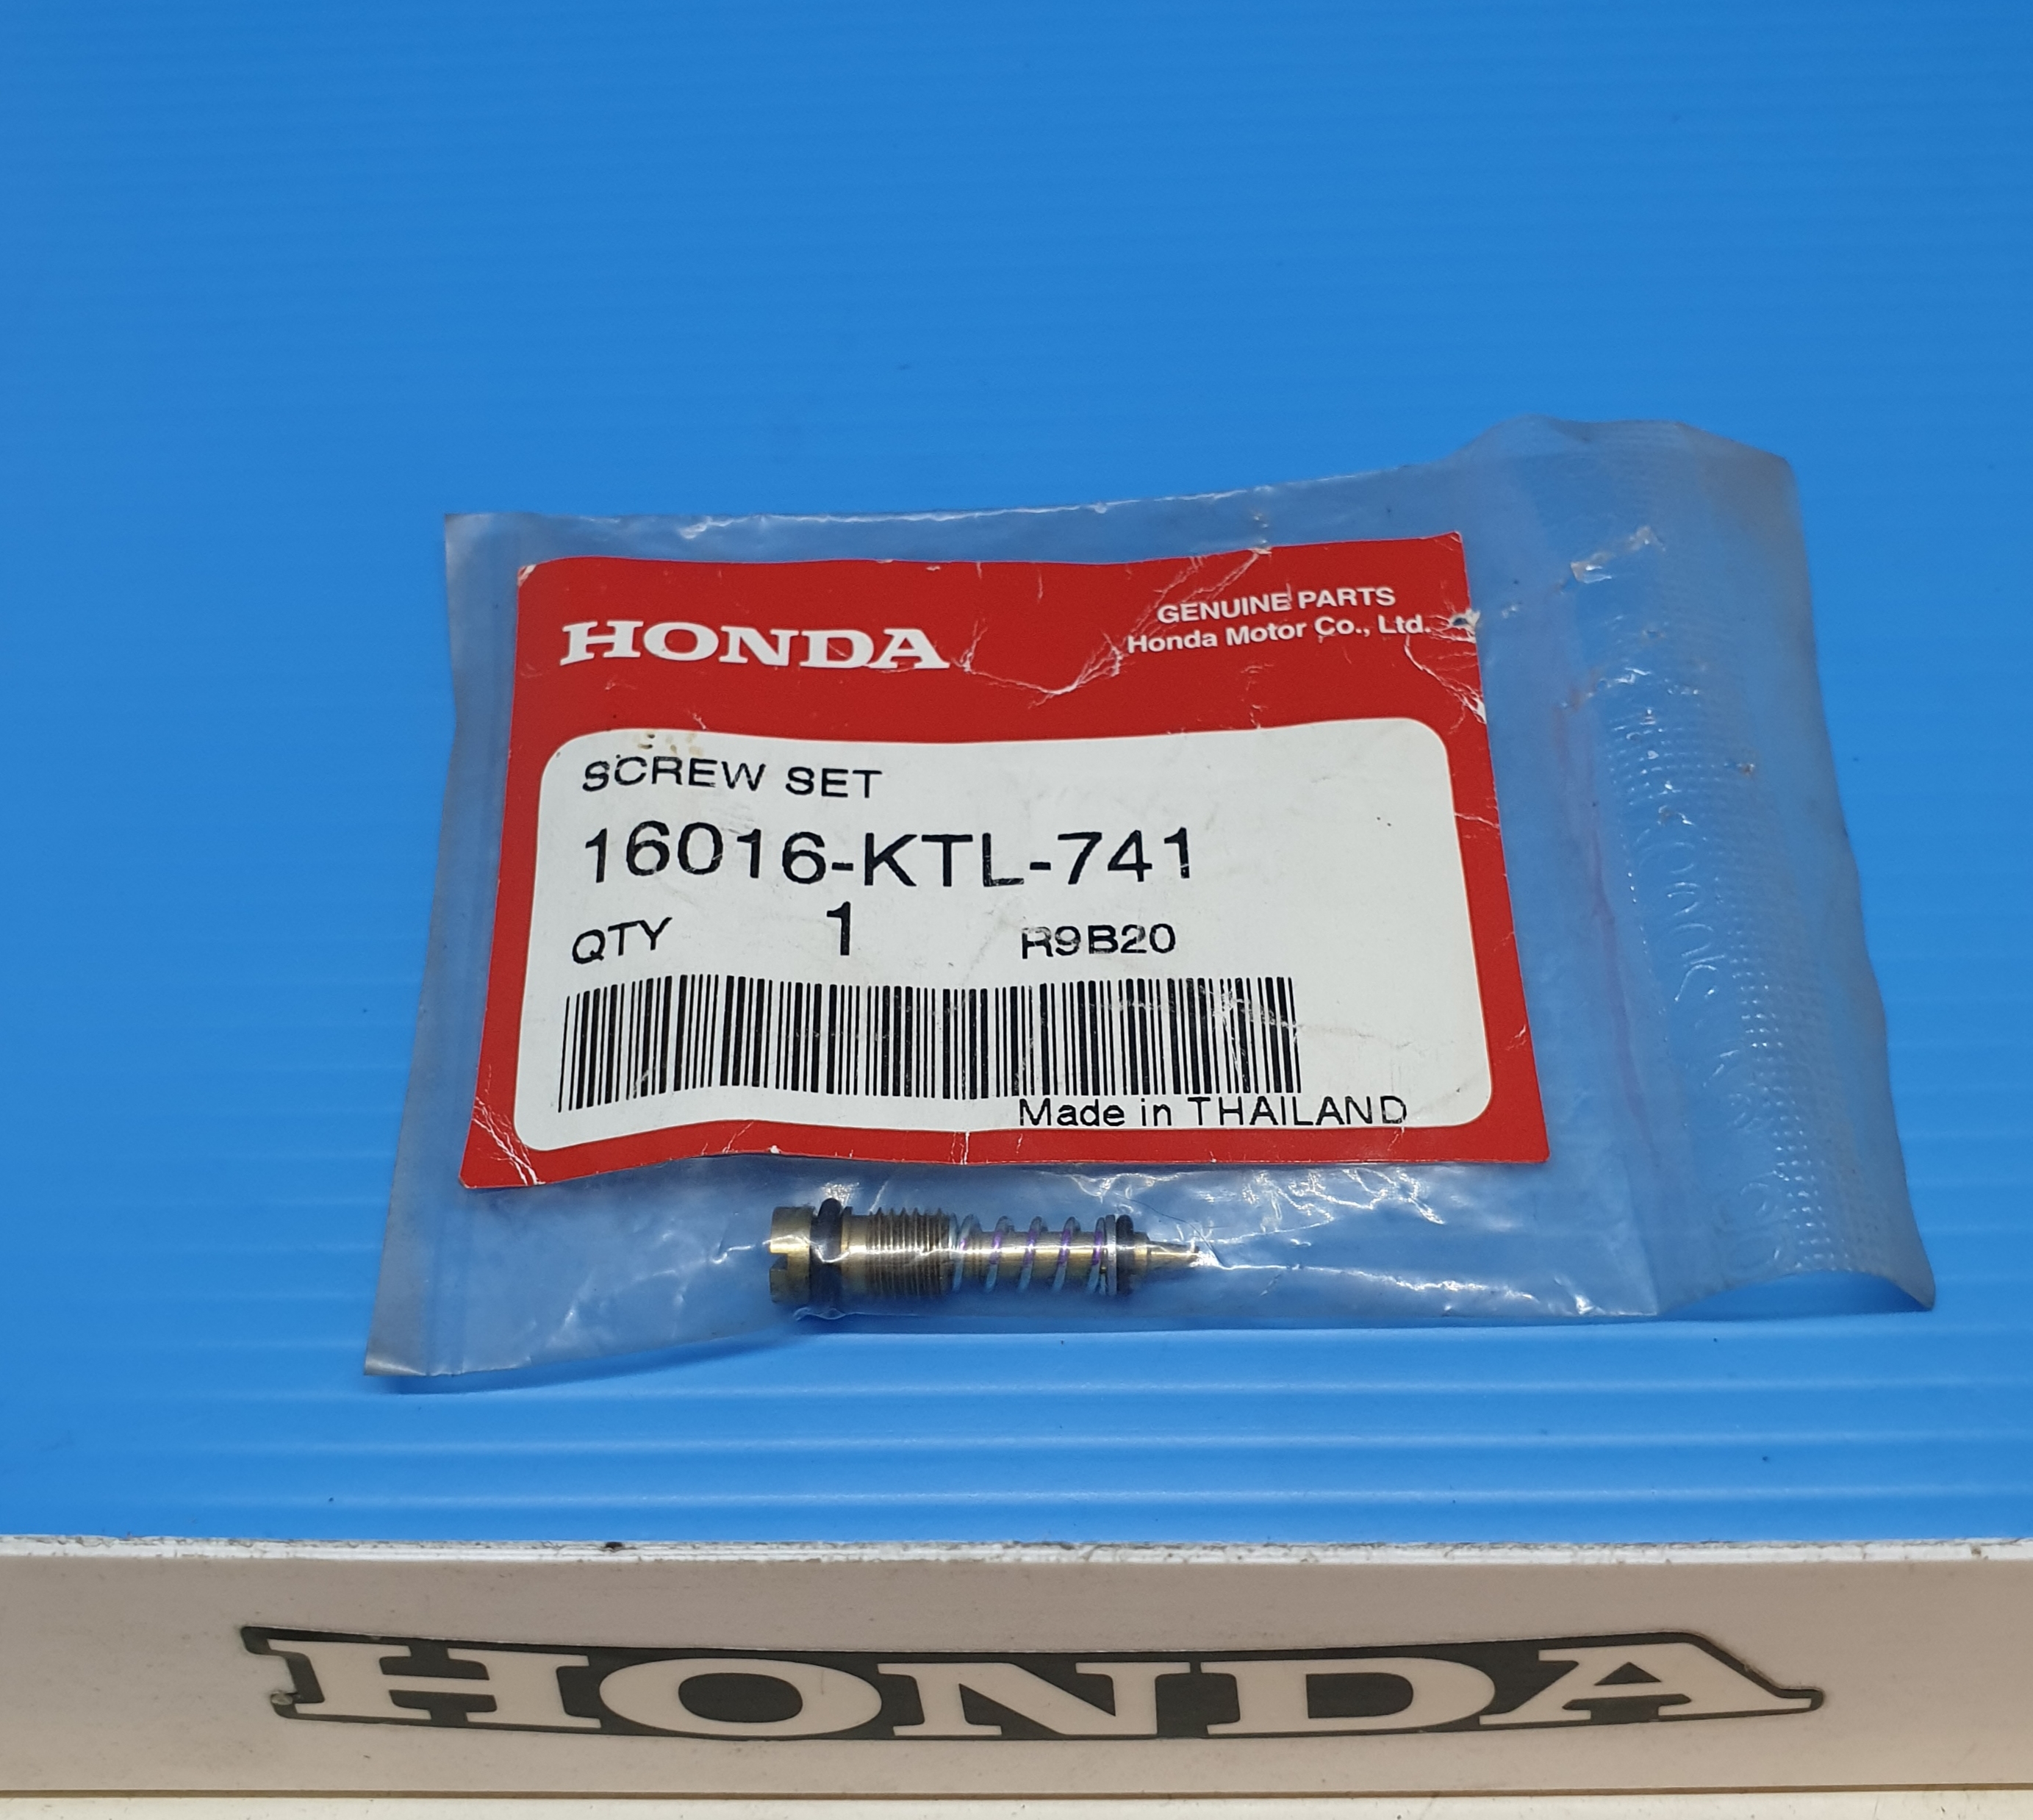 HONDA
GENUINE PARTS
Honda Motor Co., Ltd.
SCREW SET
16016-KTL-741
QTY 1 R9B20
Made in THAILAND
HONDA